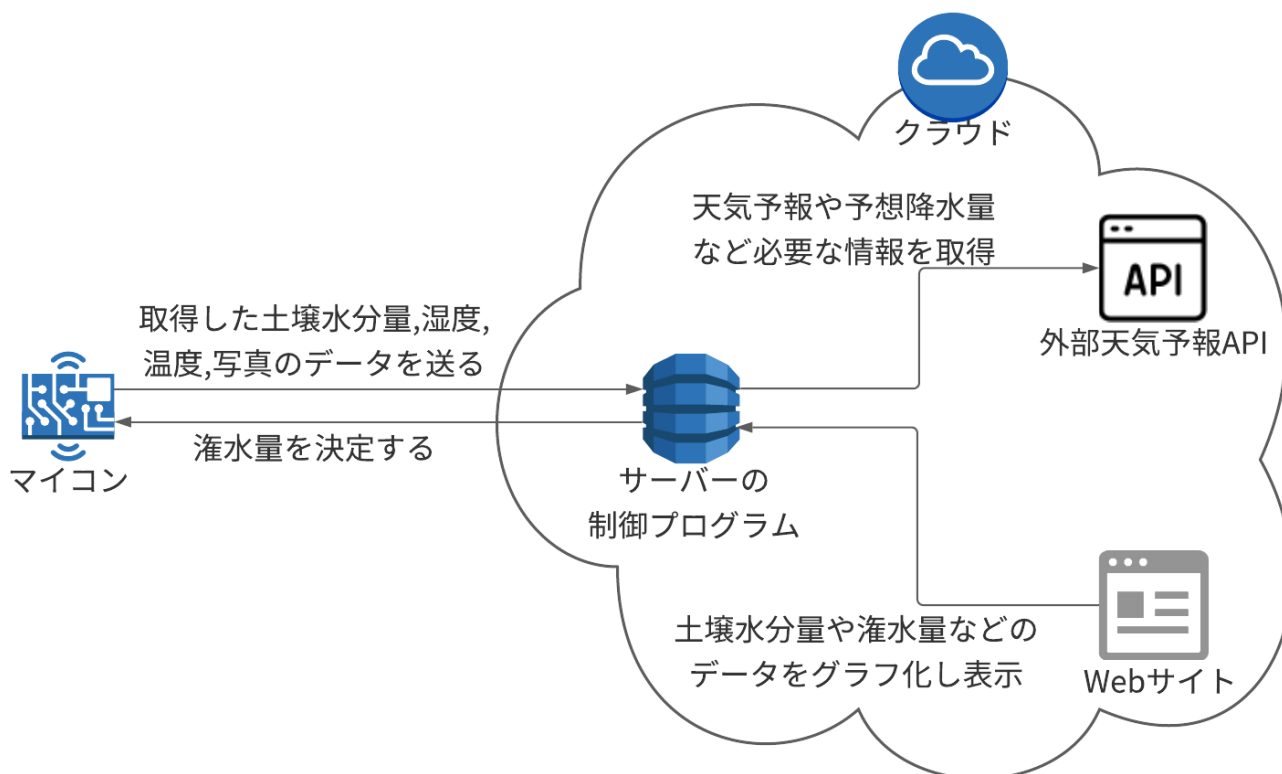 クラウド
天気予報や予想降水量
など必要な情報を取得
API
外部天気予報API
取得した土壌水分量,湿度,
温度,写真のデータを送る
潅水量を決定する
マイコン
サーバーの
制御プログラム
土壌水分量や潅水量などの
データをグラフ化し表示
Webサイト